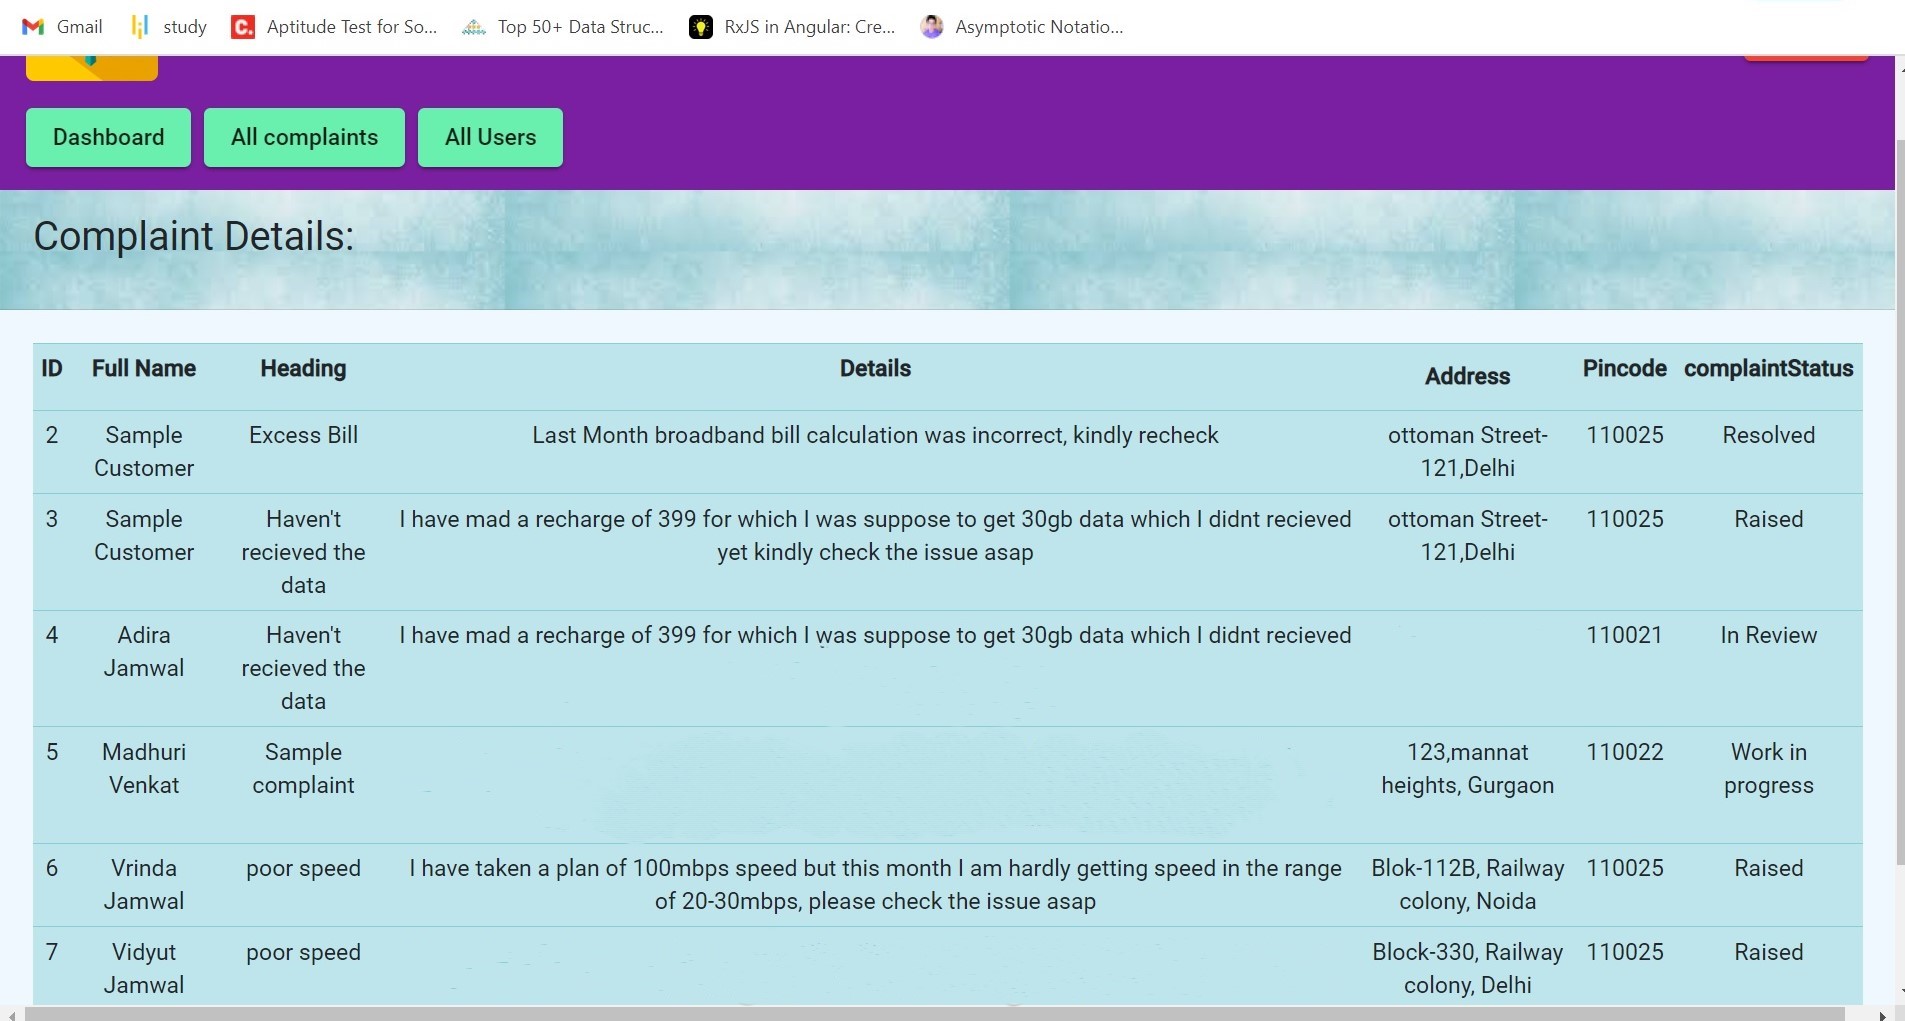 Gmail study Aptitude Test for So... Top 50+ Data Struc... RxJS in Angular: Cre... Asymptotic Notatio...
Dashboard All complaints All Users
Complaint Details:
ID Full Name Heading Details Address Pincode complaintStatus
2 Sample Excess Bill Last Month broadband bill calculation was incorrect, kindly recheck ottoman Street- 110025 Resolved
Customer 121,Delhi
3 Sample Haven't I have mad a recharge of 399 for which I was suppose to get 30gb data which I didnt recieved ottoman Street- 110025 Raised
Customer recieved the yet kindly check the issue asap 121,Delhi
data
4 Adira Haven't I have mad a recharge of 399 for which I was suppose to get 30gb data which I didnt recieved 110021 In Review
Jamwal recieved the
data
5 Madhuri Sample 123,mannat 110022 Work in
Venkat complaint heights, Gurgaon progress
6 Vrinda poor speed I have taken a plan of 100mbps speed but this month I am hardly getting speed in the range Blok-112B, Railway 110025 Raised
Jamwal of 20-30mbps, please check the issue asap colony, Noida
7 Vidyut poor speed Block-330, Railway 110025 Raised
Jamwal colony, Delhi